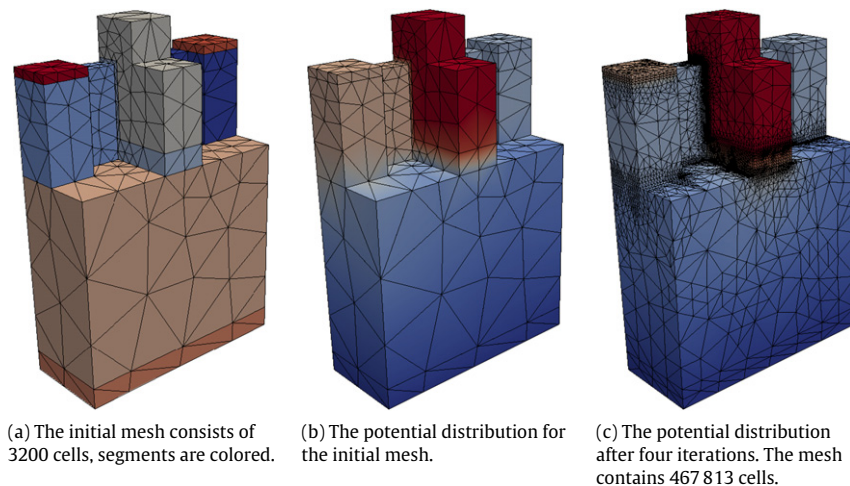 (a) The initial mesh consists of
3200 cells, segments are colored.
(b) The potential distribution for
the initial mesh.
(c) The potential distribution
after four iterations. The mesh
contains 467 813 cells.